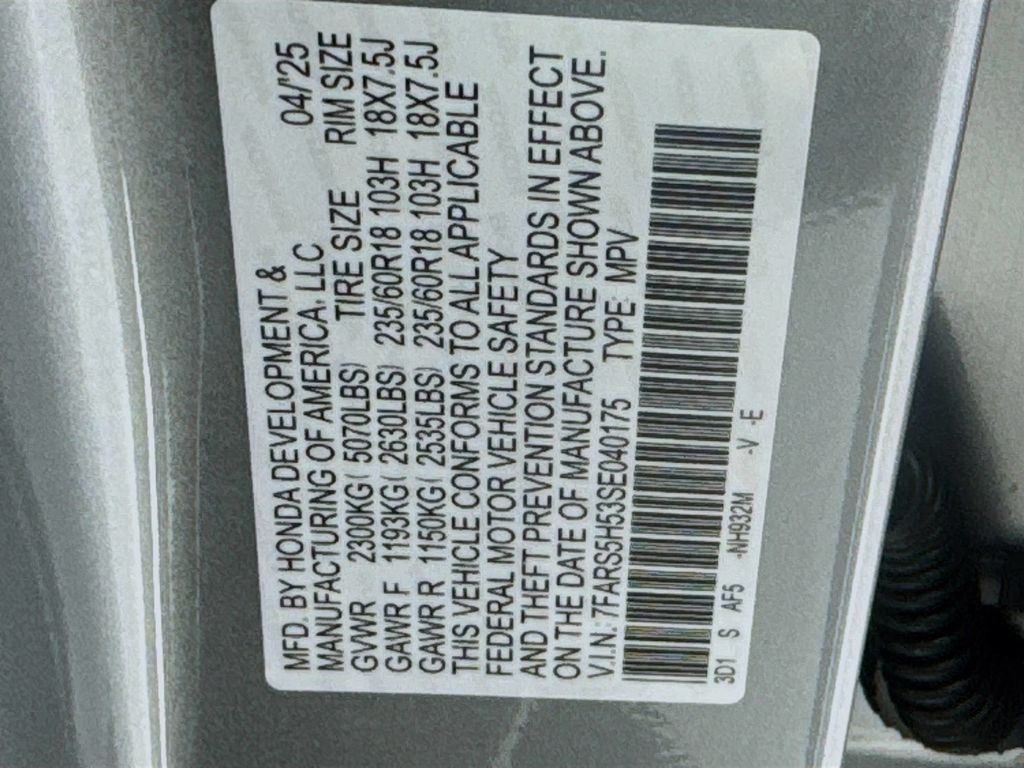 MFD. BY HONDA DEVELOPMENT &
MANUFACTURING OF AMERICA, LLC 04/'25
GVWR 2300KG( 5070LBS) TIRE SIZE RIM SIZE
GAWR F 1193KG( 2630LBS) 235/60R18 103H 18X7.5J
GAWR R 1150KG( 2535LBS) 235/60R18 103H 18X7.5J
THIS VEHICLE CONFORMS TO ALL APPLICABLE
FEDERAL MOTOR VEHICLE SAFETY
AND THEFT PREVENTION STANDARDS IN EFFECT
ON THE DATE OF MANUFACTURE SHOWN ABOVE.
V.I.N: 7FARS5H53SE040175 TYPE: MPV
3D1 S AF5 -NH932M -V -E